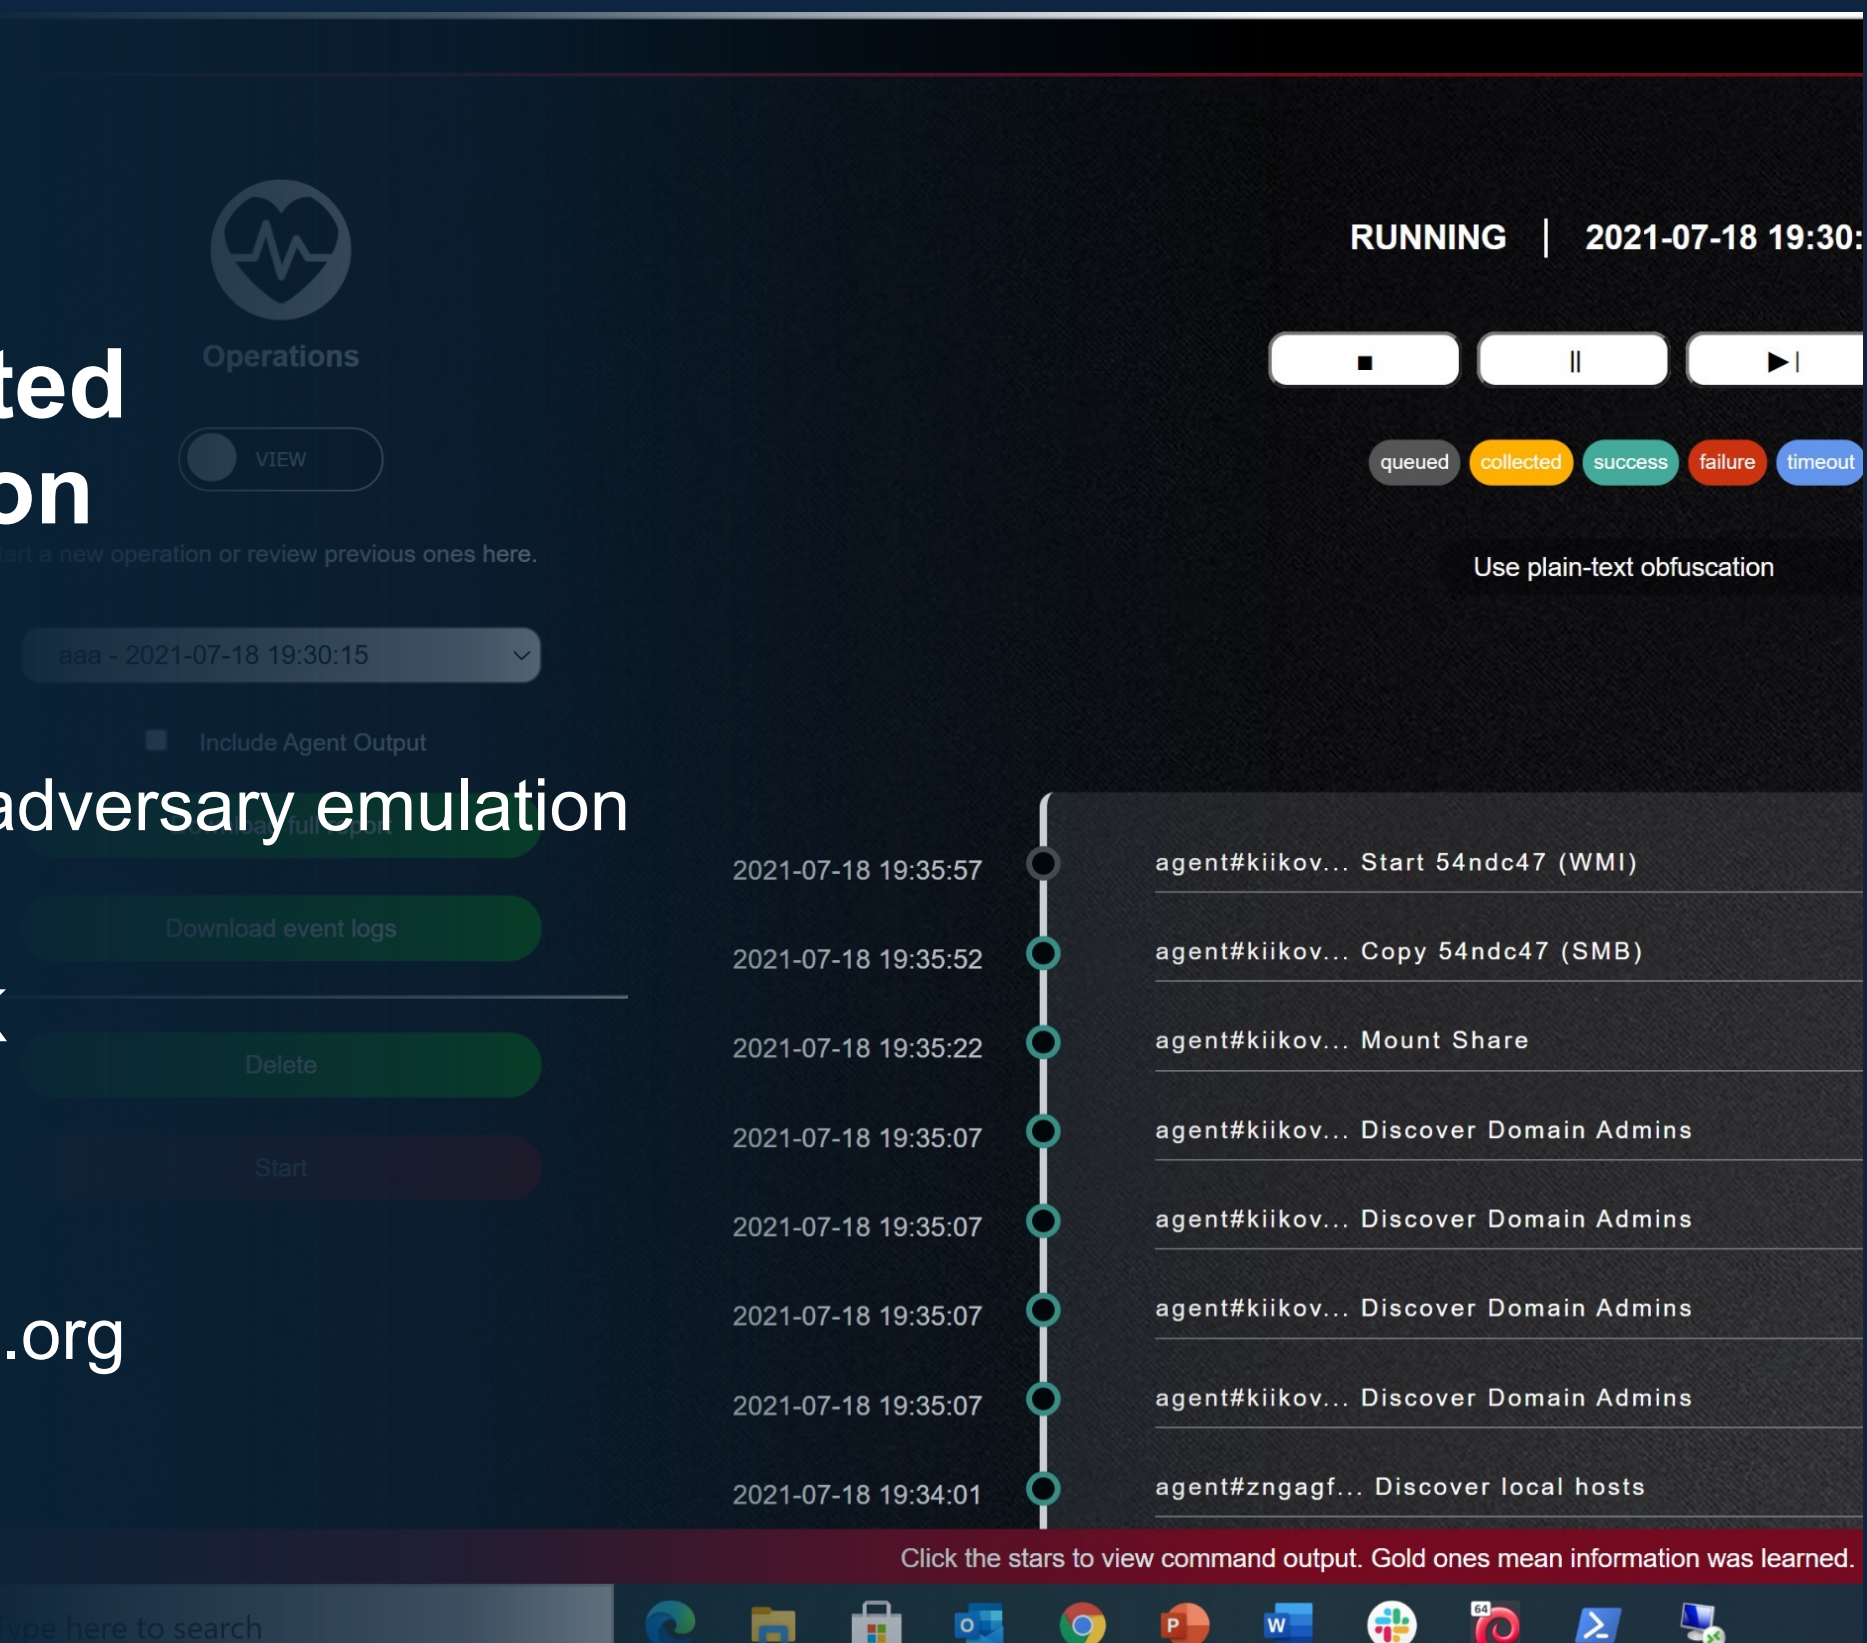 RUNNING | 2021-07-18 19:30:
Operations
ted
on
VIEW
queued collected success failure timeout
art a new operation or review previous ones here.
Use plain-text obfuscation
aaa - 2021-07-18 19:30:15
Include Agent Output
adversary emulation
Download full report
Download event logs
Delete
Start
.org
2021-07-18 19:35:57 agent#kiikov... Start 54ndc47 (WMI)
2021-07-18 19:35:52 agent#kiikov... Copy 54ndc47 (SMB)
2021-07-18 19:35:22 agent#kiikov... Mount Share
2021-07-18 19:35:07 agent#kiikov... Discover Domain Admins
2021-07-18 19:35:07 agent#kiikov... Discover Domain Admins
2021-07-18 19:35:07 agent#kiikov... Discover Domain Admins
2021-07-18 19:35:07 agent#kiikov... Discover Domain Admins
2021-07-18 19:34:01 agent#zngagf... Discover local hosts
Click the stars to view command output. Gold ones mean information was learned.
Type here to search
64